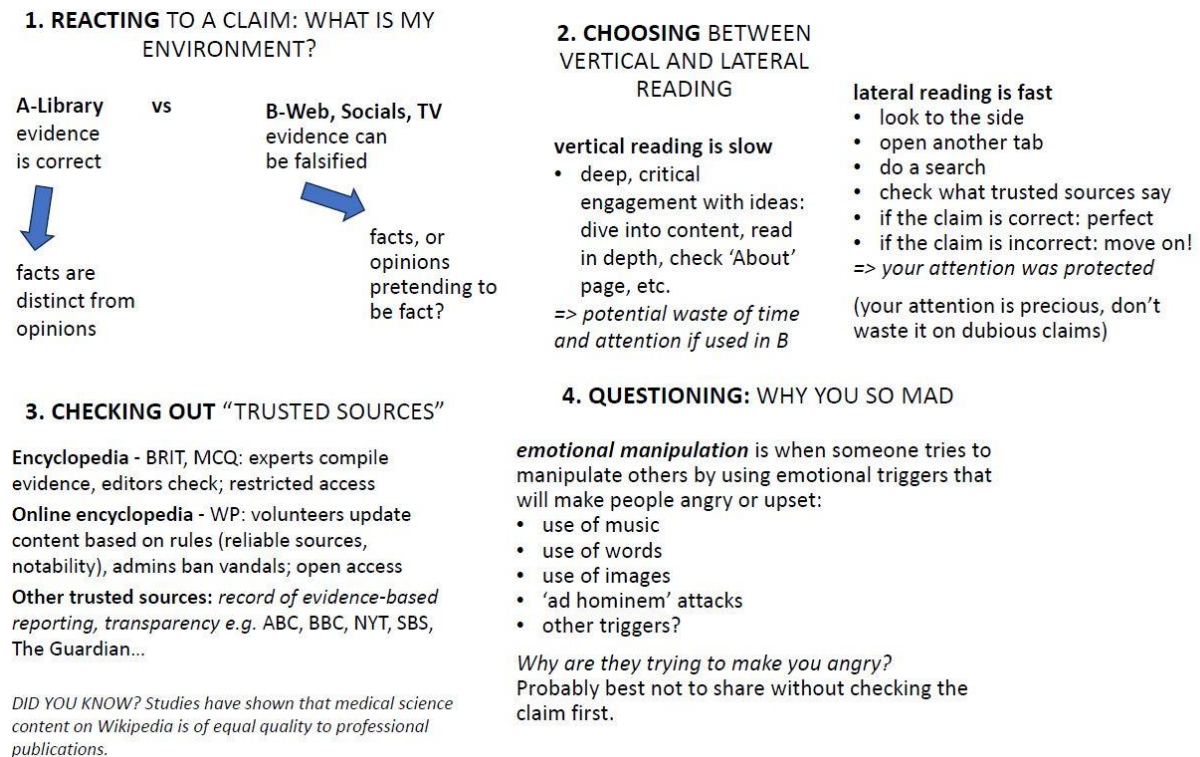 1. REACTING TO A CLAIM: WHAT IS MY
ENVIRONMENT?
A-Library vs B-Web, Socials, TV
evidence
is correct
evidence can
be falsified
facts are
distinct from
opinions
facts, or
opinions
pretending to
be fact?
2. CHOOSING BETWEEN
VERTICAL AND LATERAL
READING
vertical reading is slow
• deep, critical
engagement with ideas:
dive into content, read
in depth, check ‘About’
page, etc.
=> potential waste of time
and attention if used in B
lateral reading is fast
• look to the side
• open another tab
• do a search
• check what trusted sources say
• if the claim is correct: perfect
• if the claim is incorrect: move on!
=> your attention was protected
(your attention is precious, don’t
waste it on dubious claims)
3. CHECKING OUT “TRUSTED SOURCES”
Encyclopedia - BRIT, MCQ: experts compile
evidence, editors check; restricted access
Online encyclopedia - WP: volunteers update
content based on rules (reliable sources,
notability), admins ban vandals; open access
Other trusted sources: record of evidence-based
reporting, transparency e.g. ABC, BBC, NYT, SBS,
The Guardian...
DID YOU KNOW? Studies have shown that medical science
content on Wikipedia is of equal quality to professional
publications.
4. QUESTIONING: WHY YOU SO MAD
emotional manipulation is when someone tries to
manipulate others by using emotional triggers that
will make people angry or upset:
• use of music
• use of words
• use of images
• ‘ad hominem’ attacks
• other triggers?
Why are they trying to make you angry?
Probably best not to share without checking the
claim first.